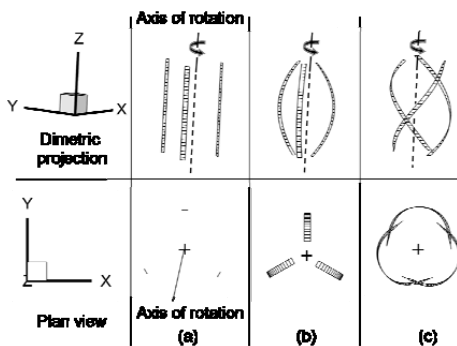 Axis of rotation
Z
Y
X
Dimetric
projection
Y
Z
X
Plan view
Axis of rotation
(a)
(b)
(c)